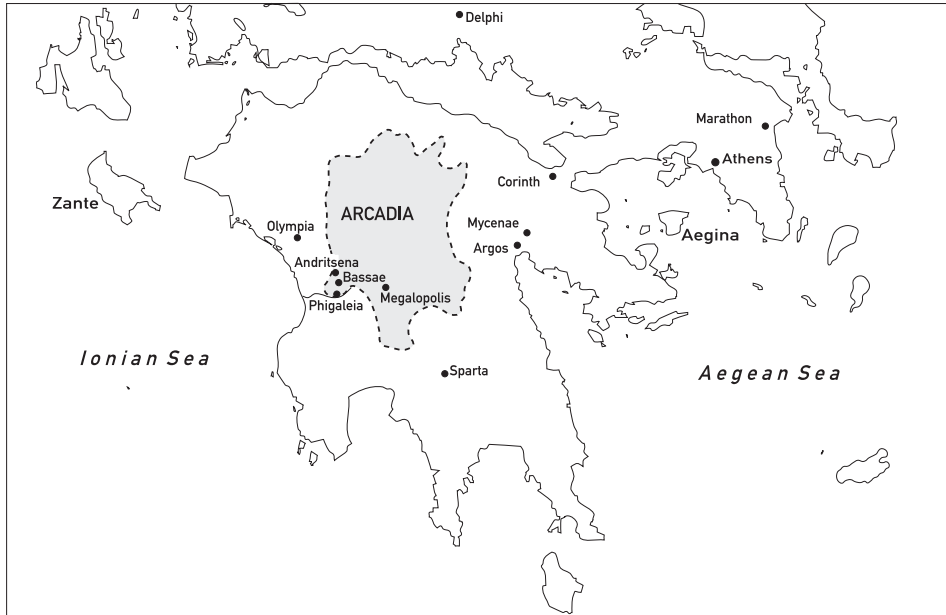 Delphi
Marathon
Athens
Corinth
Zante
ARCADIA
Olympia
Mycenae
Aegina
Argos
Andritsena
Bassae
Megalopolis
Phigaleia
Ionian Sea
Sparta
Aegean Sea